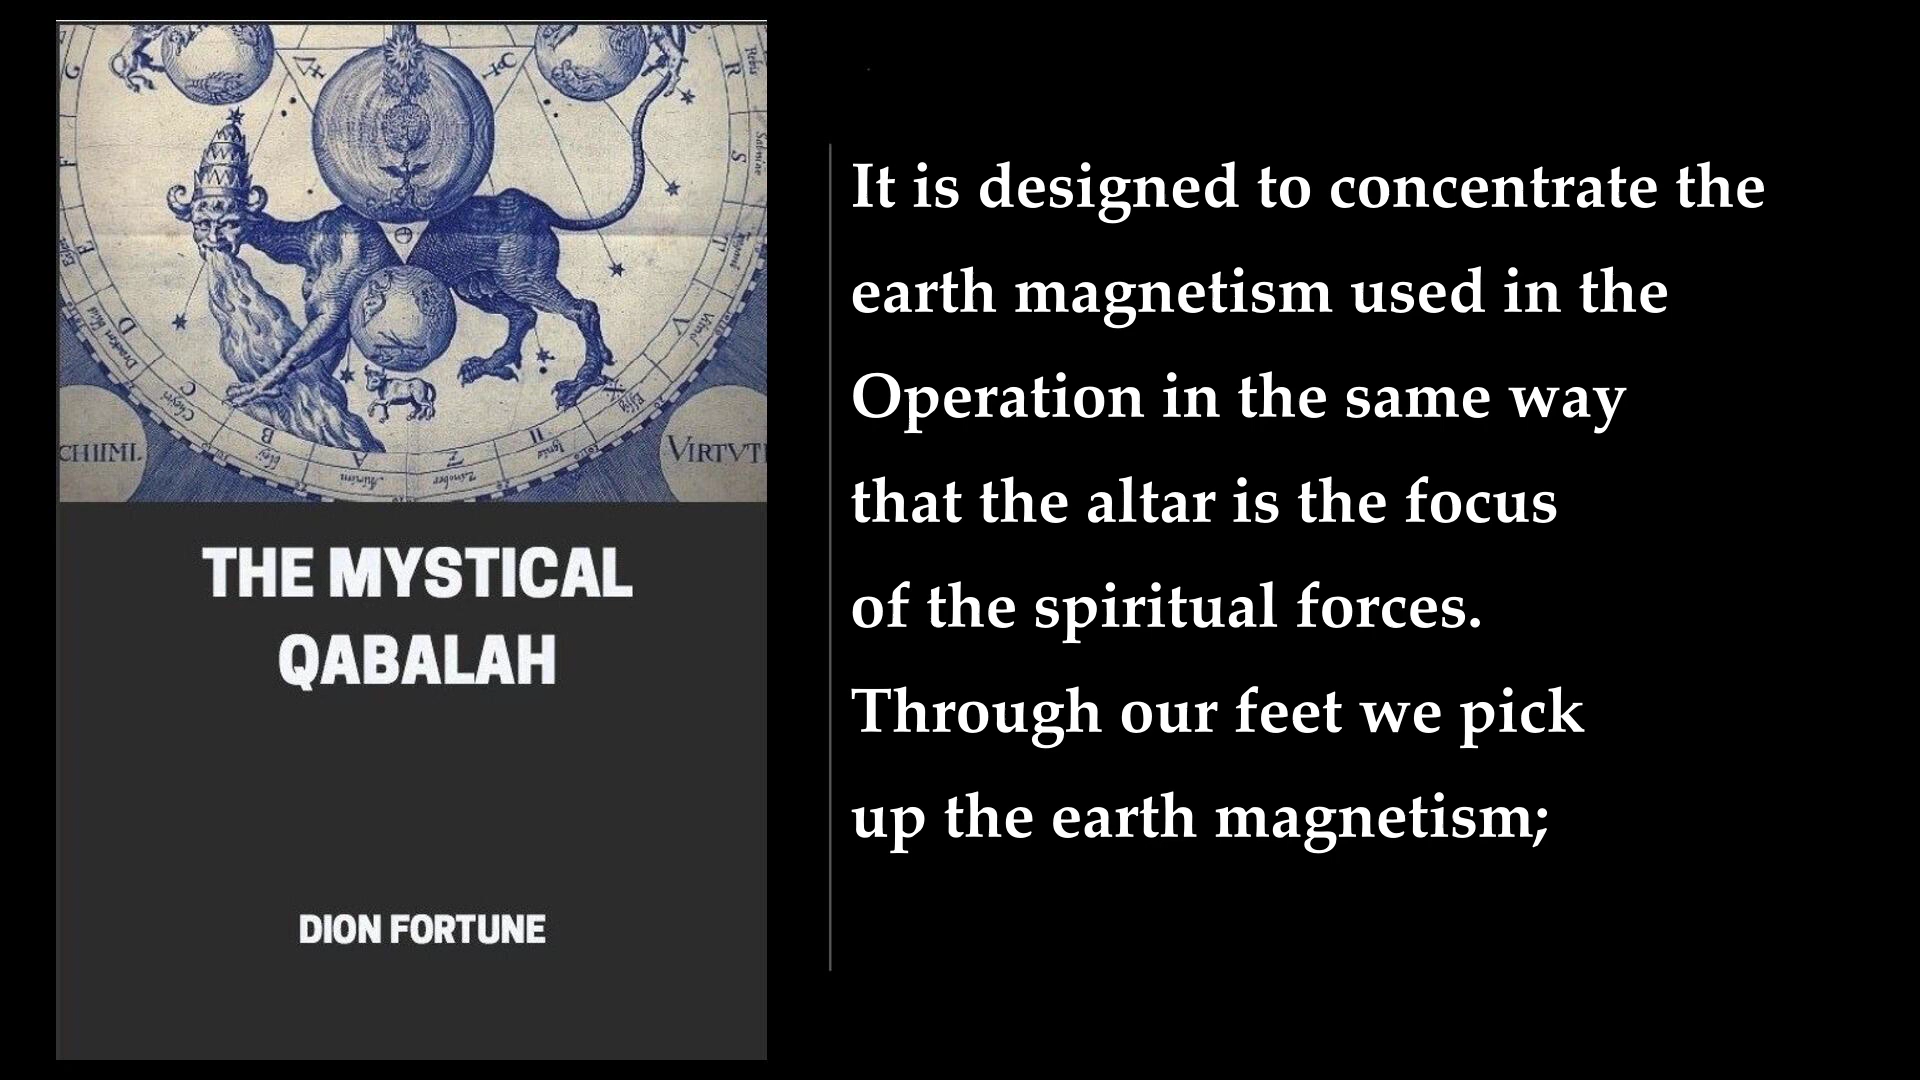 CHIIMI.
VIRTVTI
THE MYSTICAL
QABALAH
DION FORTUNE
It is designed to concentrate the
earth magnetism used in the
Operation in the same way
that the altar is the focus
of the spiritual forces.
Through our feet we pick
up the earth magnetism;